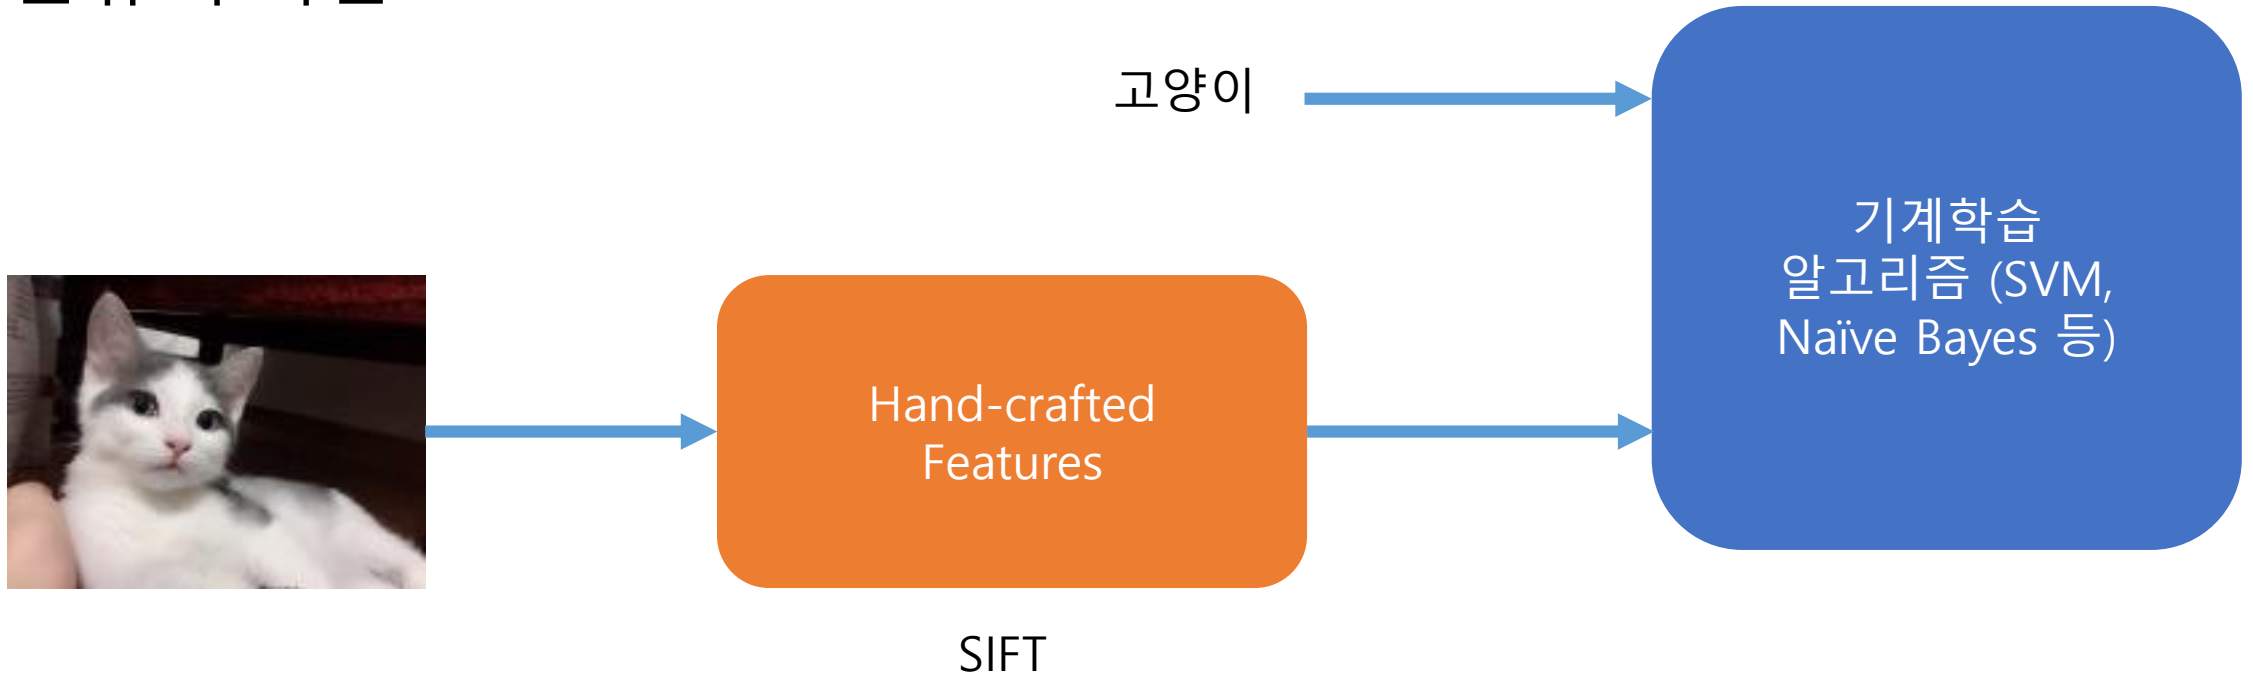 고양이
기계학습
알고리즘 (SVM,
Naïve Bayes 등)
Hand-crafted
Features
SIFT